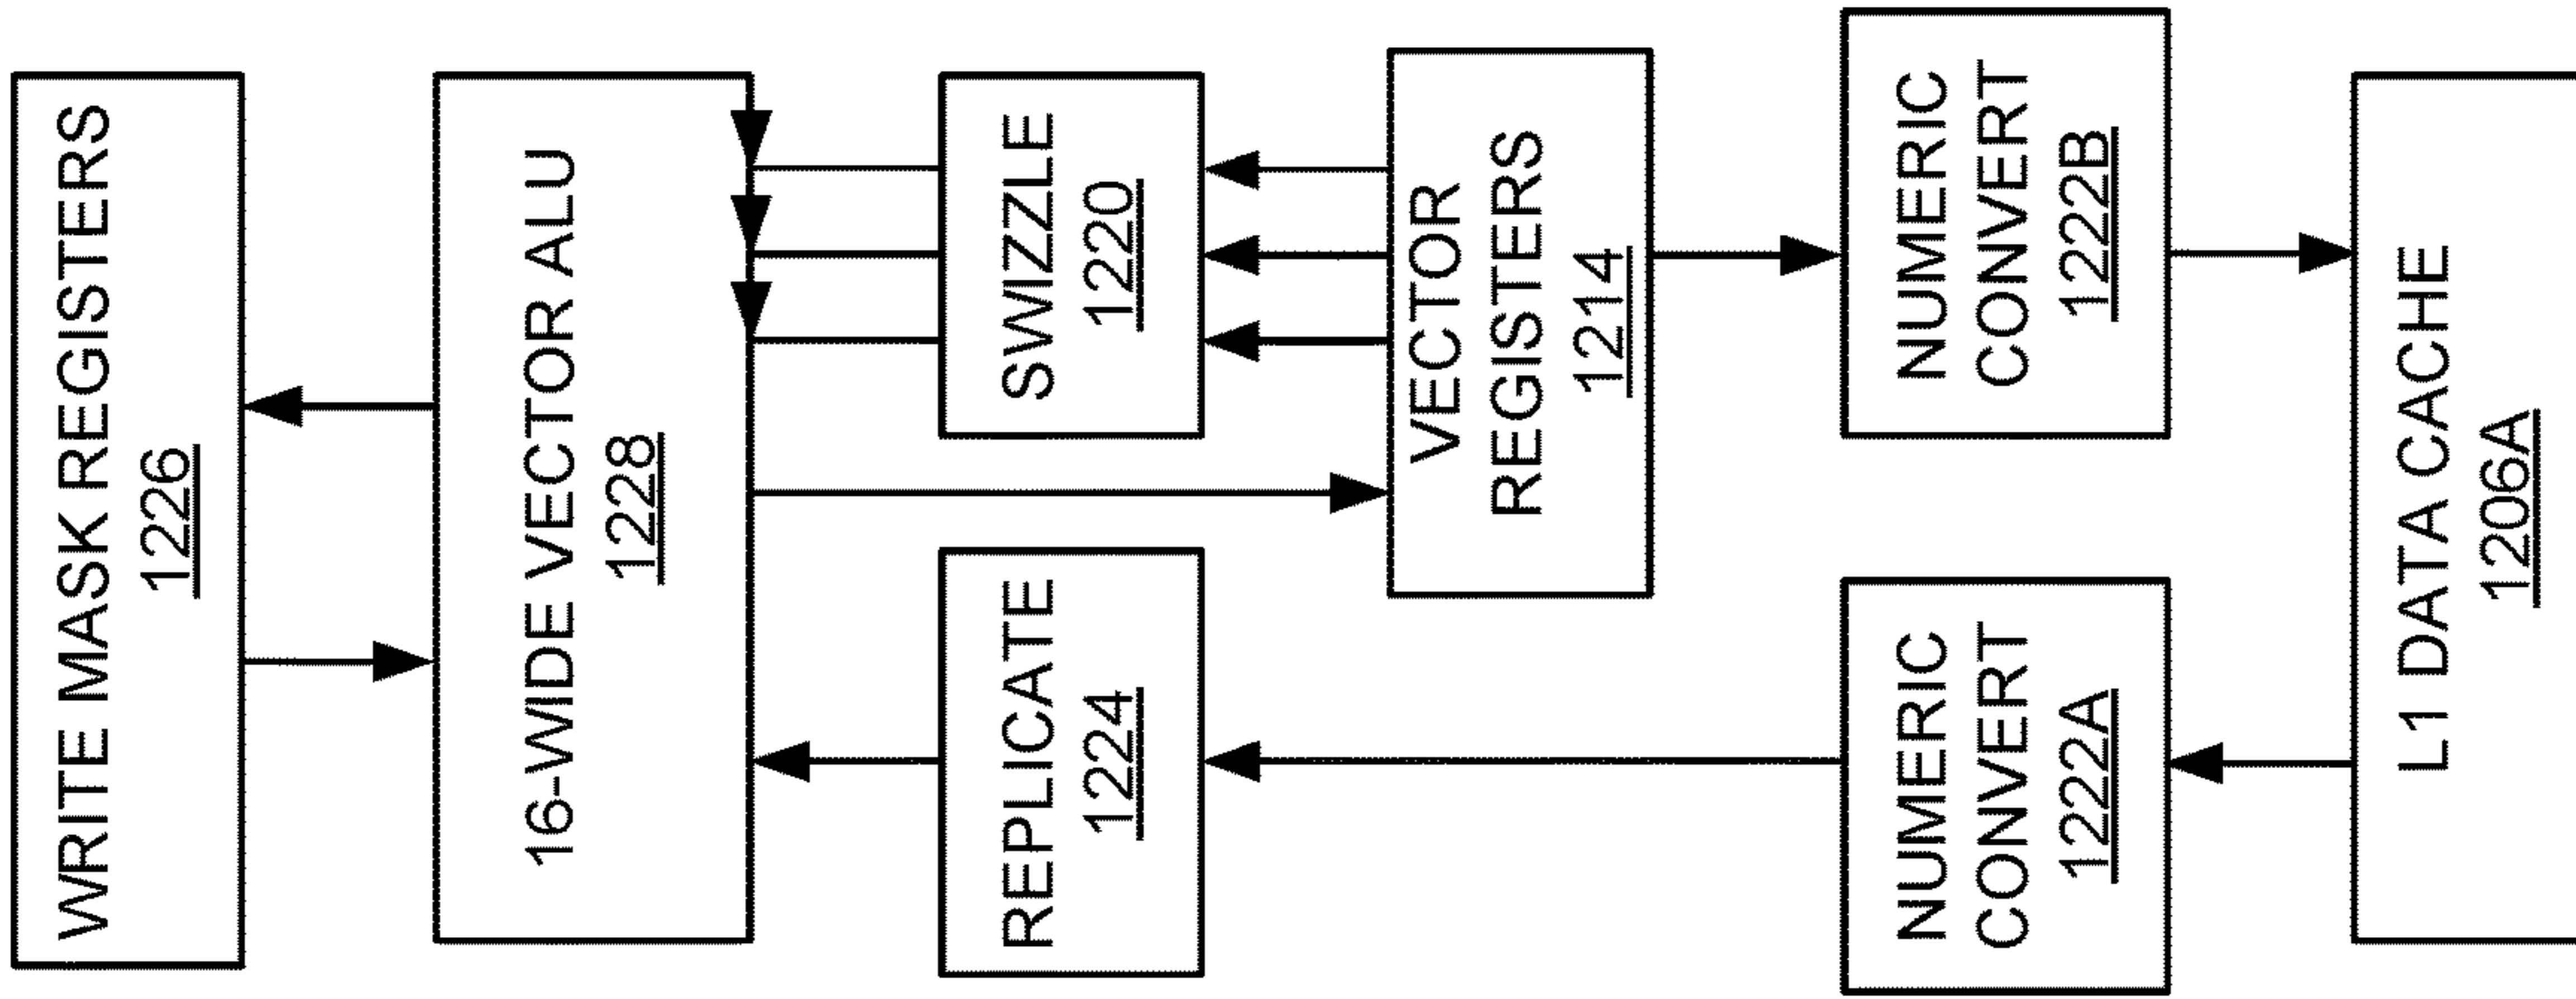 WRITE MASK REGISTERS
1226
16-WIDE VECTOR ALU
1228
REPLICATE
1224
SWIZZLE
1220
VECTOR
REGISTERS
1214
NUMERIC
CONVERT
1222A
NUMERIC
CONVERT
1222B
L1 DATA CACHE
1206A